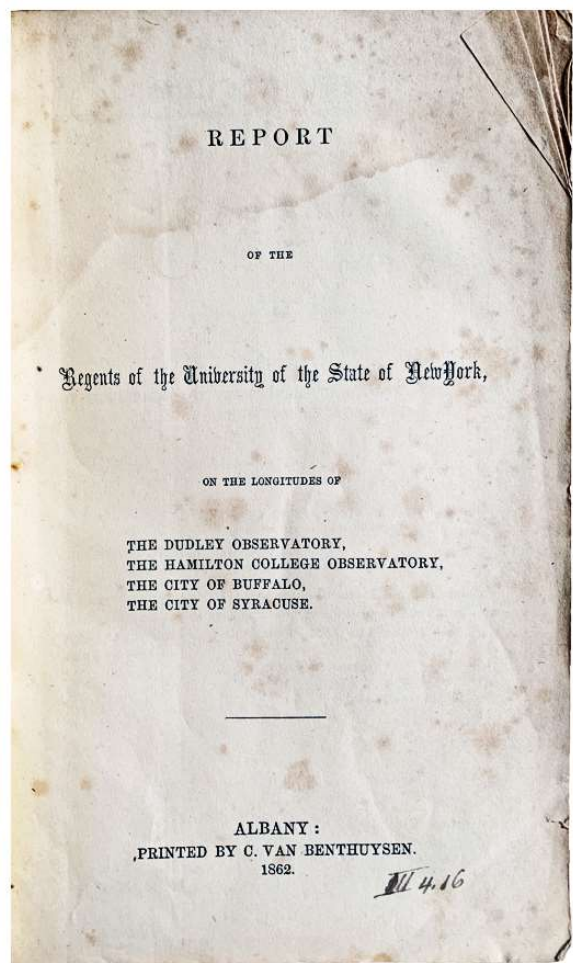 REPORT
OF THE
Regents of the University of the State of New York,
ON THE LONGITUDES OF
THE DUDLEY OBSERVATORY,
THE HAMILTON COLLEGE OBSERVATORY,
THE CITY OF BUFFALO,
THE CITY OF SYRACUSE.
ALBANY:
PRINTED BY C. VAN BENTHUYSEN.
1862.
III 4.16